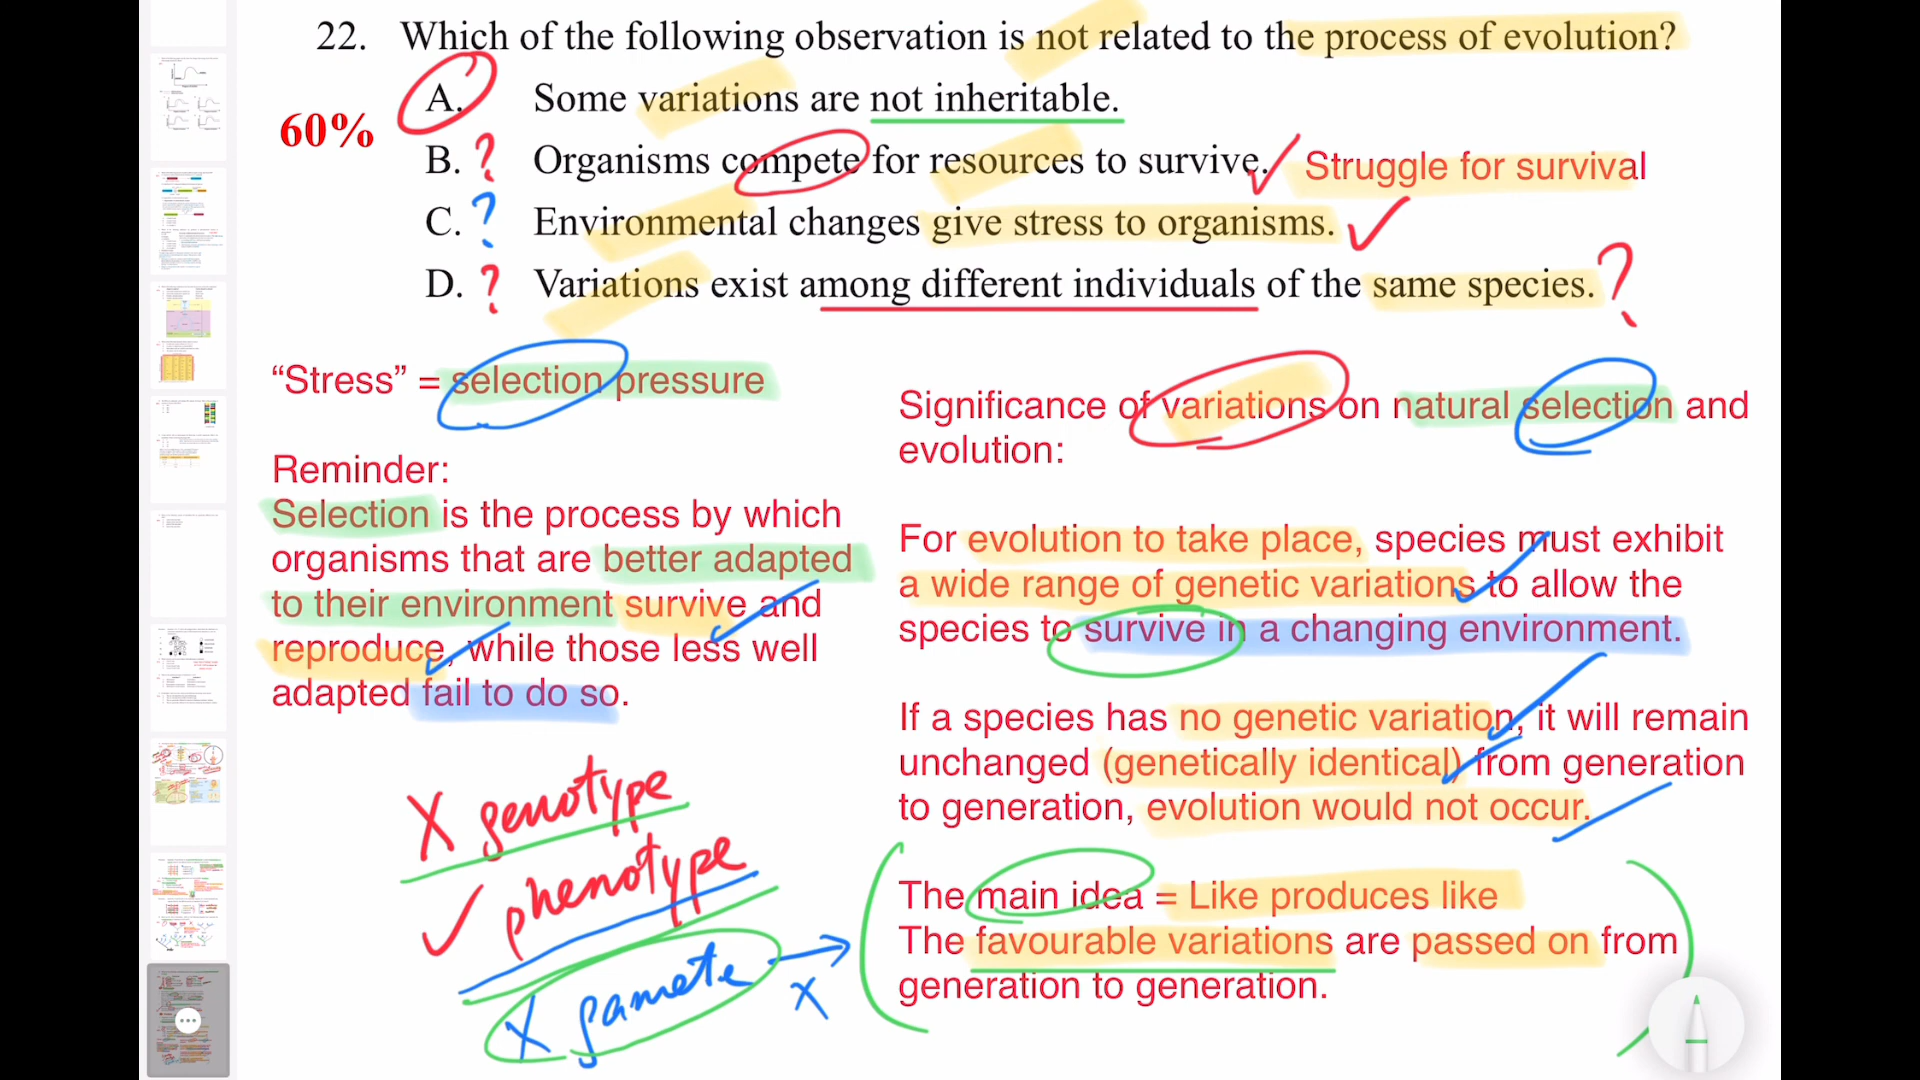 22. Which of the following observation is not related to the process of evolution?
60%
A. Some variations are not inheritable.
B. ? Organisms compete for resources to survive. Struggle for survival
C. ? Environmental changes give stress to organisms.
D. ? Variations exist among different individuals of the same species. ?
“Stress” = selection pressure
Reminder:
Selection is the process by which
organisms that are better adapted
to their environment survive and
reproduce, while those less well
adapted fail to do so.
X genotype
✓ phenotype
X gamete →
X
Significance of variations on natural selection and
evolution:
For evolution to take place, species must exhibit
a wide range of genetic variations to allow the
species to survive in a changing environment.
If a species has no genetic variation, it will remain
unchanged (genetically identical) from generation
to generation, evolution would not occur.
The main idea = Like produces like
The favourable variations are passed on from
generation to generation.